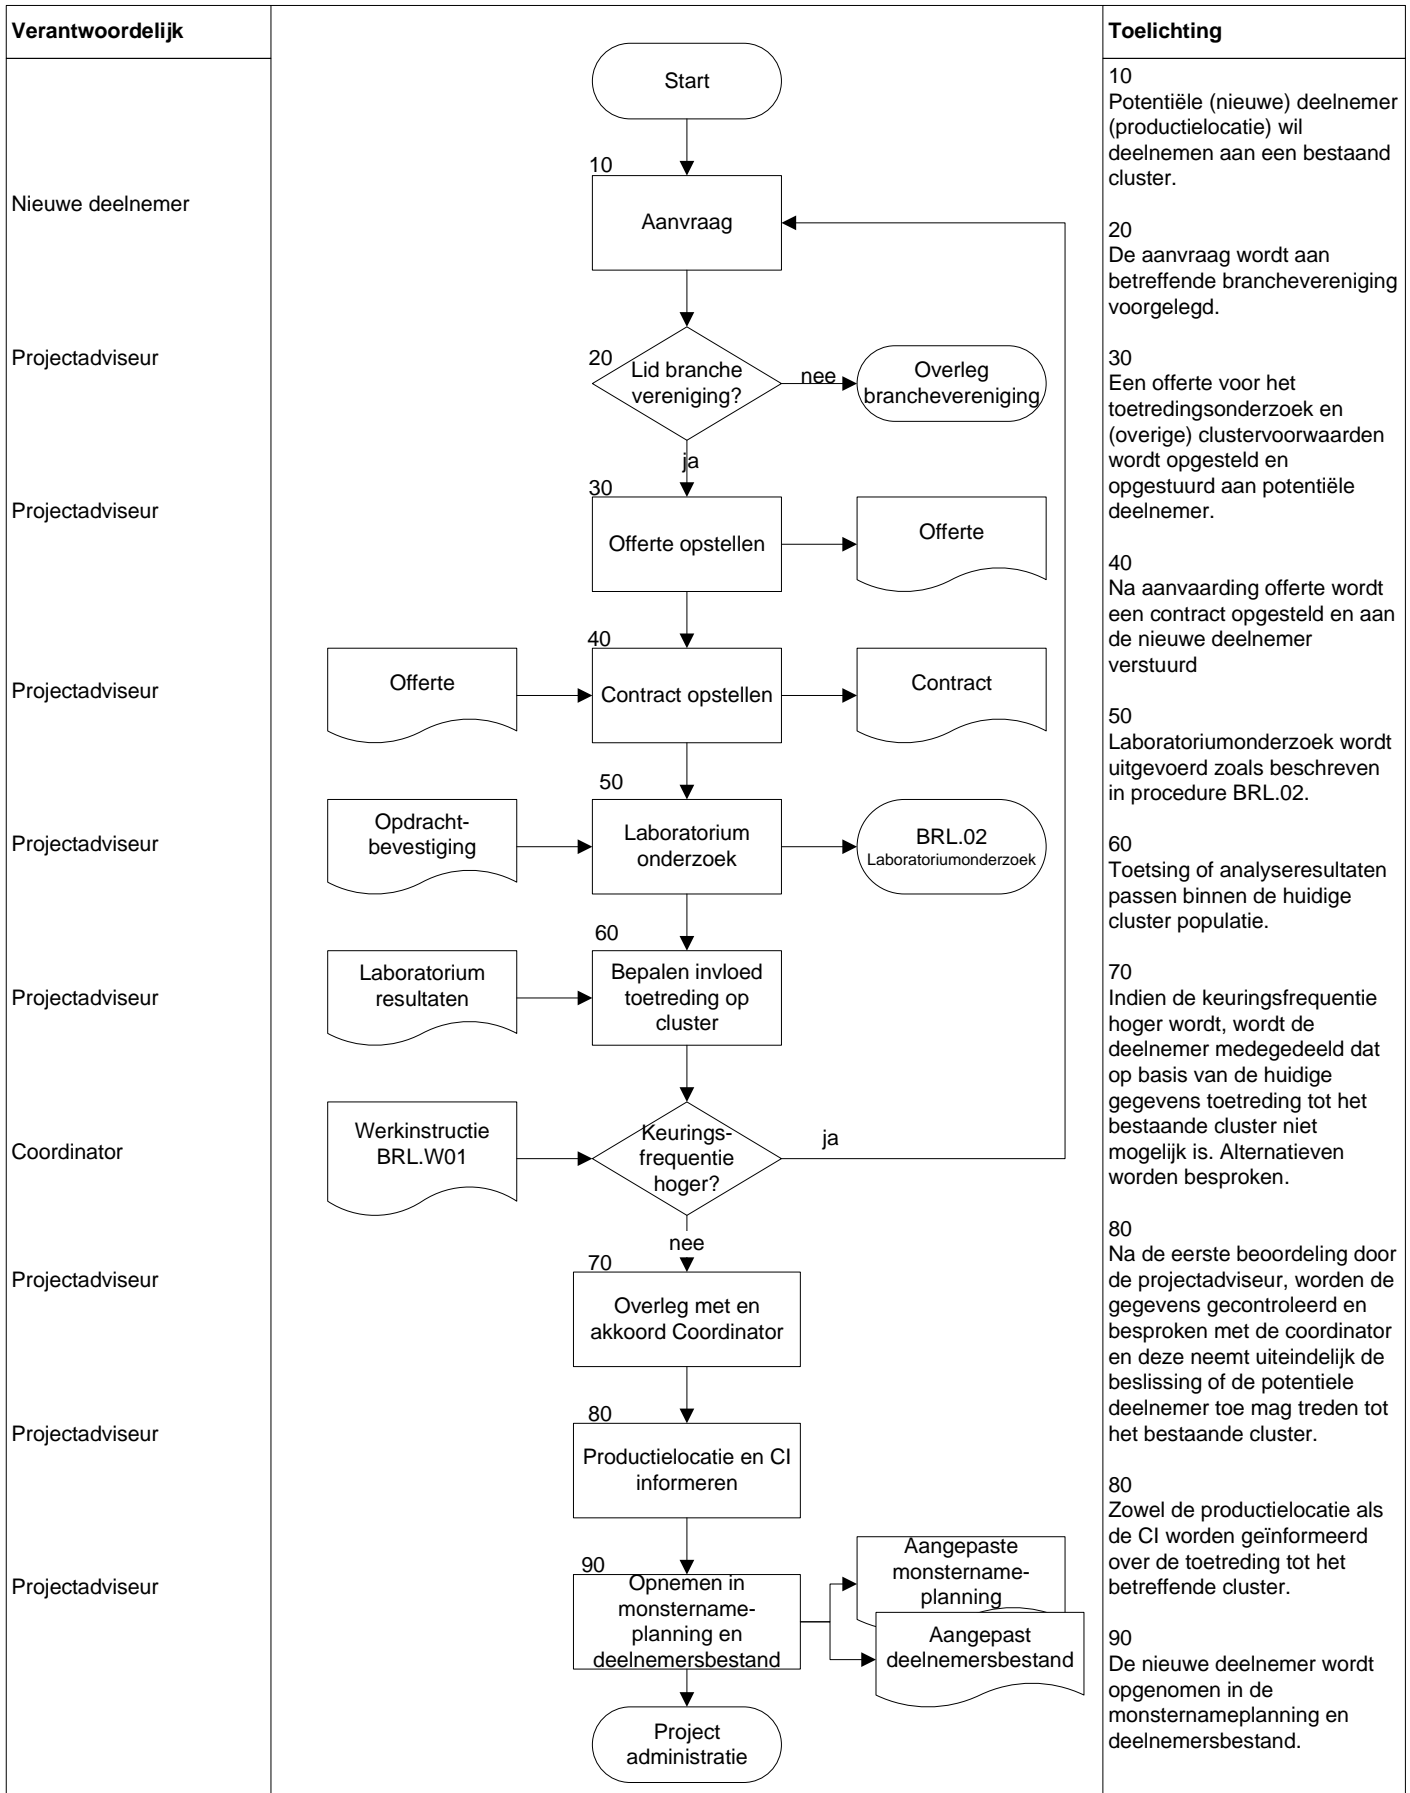 Verantwoordelijk
Nieuwe deelnemer
Projectadviseur
Projectadviseur
Projectadviseur
Projectadviseur
Projectadviseur
Coordinator
Projectadviseur
Projectadviseur
Projectadviseur
Start
10
Aanvraag
20
Lid branche
vereniging?
nee
Overleg
branchevereniging
ja
30
Offerte opstellen
Offerte
40
Offerte
Contract opstellen
Contract
50
Opdracht-
bevestiging
Laboratorium
onderzoek
BRL.02
Laboratoriumonderzoek
60
Laboratorium
resultaten
Bepalen invloed
toetreding op
cluster
Werkinstructie
BRL.W01
Keurings-
frequentie
hoger?
ja
nee
70
Overleg met en
akkoord Coordinator
80
Productielocatie en CI
informeren
90
Opnemen in
monstername-
planning en
deelnemersbestand
Aangepaste
monstername-
planning
Aangepast
deelnemersbestand
Project
administratie
Toelichting
10
Potentiële (nieuwe) deelnemer
(productielocatie) wil
deelnemen aan een bestaand
cluster.
20
De aanvraag wordt aan
betreffende branchevereniging
voorgelegd.
30
Een offerte voor het
toetredingsonderzoek en
(overige) clustervoorwaarden
wordt opgesteld en
opgestuurd aan potentiële
deelnemer.
40
Na aanvaarding offerte wordt
een contract opgesteld en aan
de nieuwe deelnemer
verstuurd
50
Laboratoriumonderzoek wordt
uitgevoerd zoals beschreven
in procedure BRL.02.
60
Toetsing of analyseresultaten
passen binnen de huidige
cluster populatie.
70
Indien de keuringsfrequentie
hoger wordt, wordt de
deelnemer medegedeeld dat
op basis van de huidige
gegevens toetreding tot het
bestaande cluster niet
mogelijk is. Alternatieven
worden besproken.
80
Na de eerste beoordeling door
de projectadviseur, worden de
gegevens gecontroleerd en
besproken met de coordinator
en deze neemt uiteindelijk de
beslissing of de potentiele
deelnemer toe mag treden tot
het bestaande cluster.
80
Zowel de productielocatie als
de CI worden geïnformeerd
over de toetreding tot het
betreffende cluster.
90
De nieuwe deelnemer wordt
opgenomen in de
monsternameplanning en
deelnemersbestand.